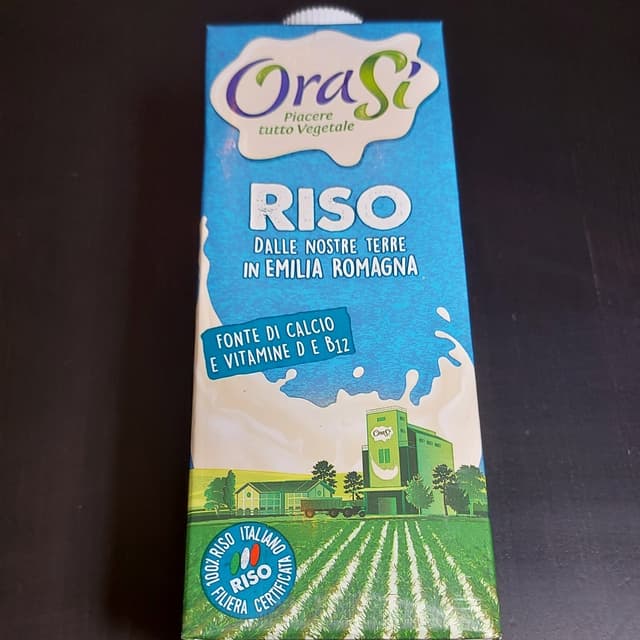 OraSì
Piacere
tutto Vegetale
RISO
DALLE NOSTRE TERRE
IN EMILIA ROMAGNA
FONTE DI CALCIO
E VITAMINE D E B12
OraSì
100% RISO ITALIANO
RISO
FILIERA CERTIFICATA